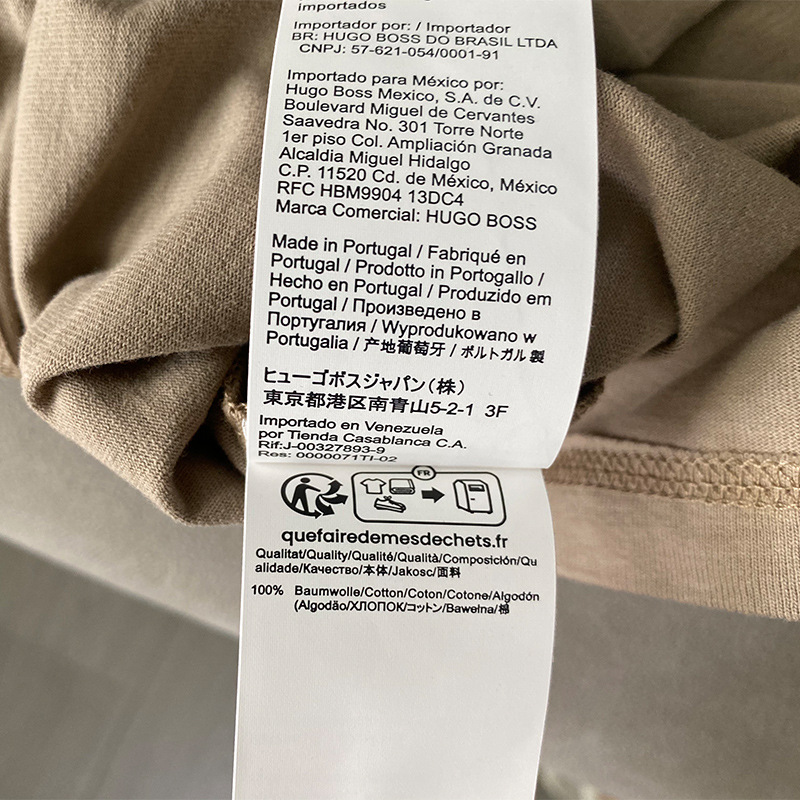 importados
Importador por: / Importador
BR: HUGO BOSS DO BRASIL LTDA
CNPJ: 57-621-054/0001-91
Importado para México por:
Hugo Boss Mexico, S.A. de C.V.
Boulevard Miguel de Cervantes
Saavedra No. 301 Torre Norte
1er piso Col. Ampliación Granada
Alcaldia Miguel Hidalgo
C.P. 11520 Cd. de México, México
RFC HBM9904 13DC4
Marca Comercial: HUGO BOSS
Made in Portugal / Fabriqué en
Portugal / Prodotto in Portogallo /
Hecho en Portugal / Produzido em
Portugal / Произведено в
Португалия / Wyprodukowano w
Portugalia / 产地葡萄牙 / ポルトガル製
ヒューゴボスジャパン(株)
東京都港区南青山5-2-1 3F
Importado en Venezuela
por Tienda Casablanca C.A.
Rif:J-00327893-9
Res: 0000071TI-02
FR
quefairedemesdechets.fr
Qualitat/Quality/Qualité/Qualità/Composición/Qu
alidade/Качество/本体/Jakosc/面料
100% Baumwolle/Cotton/Coton/Cotone/Algodón
(Algodão/ХЛОПОК/コットン/Bawełna/棉